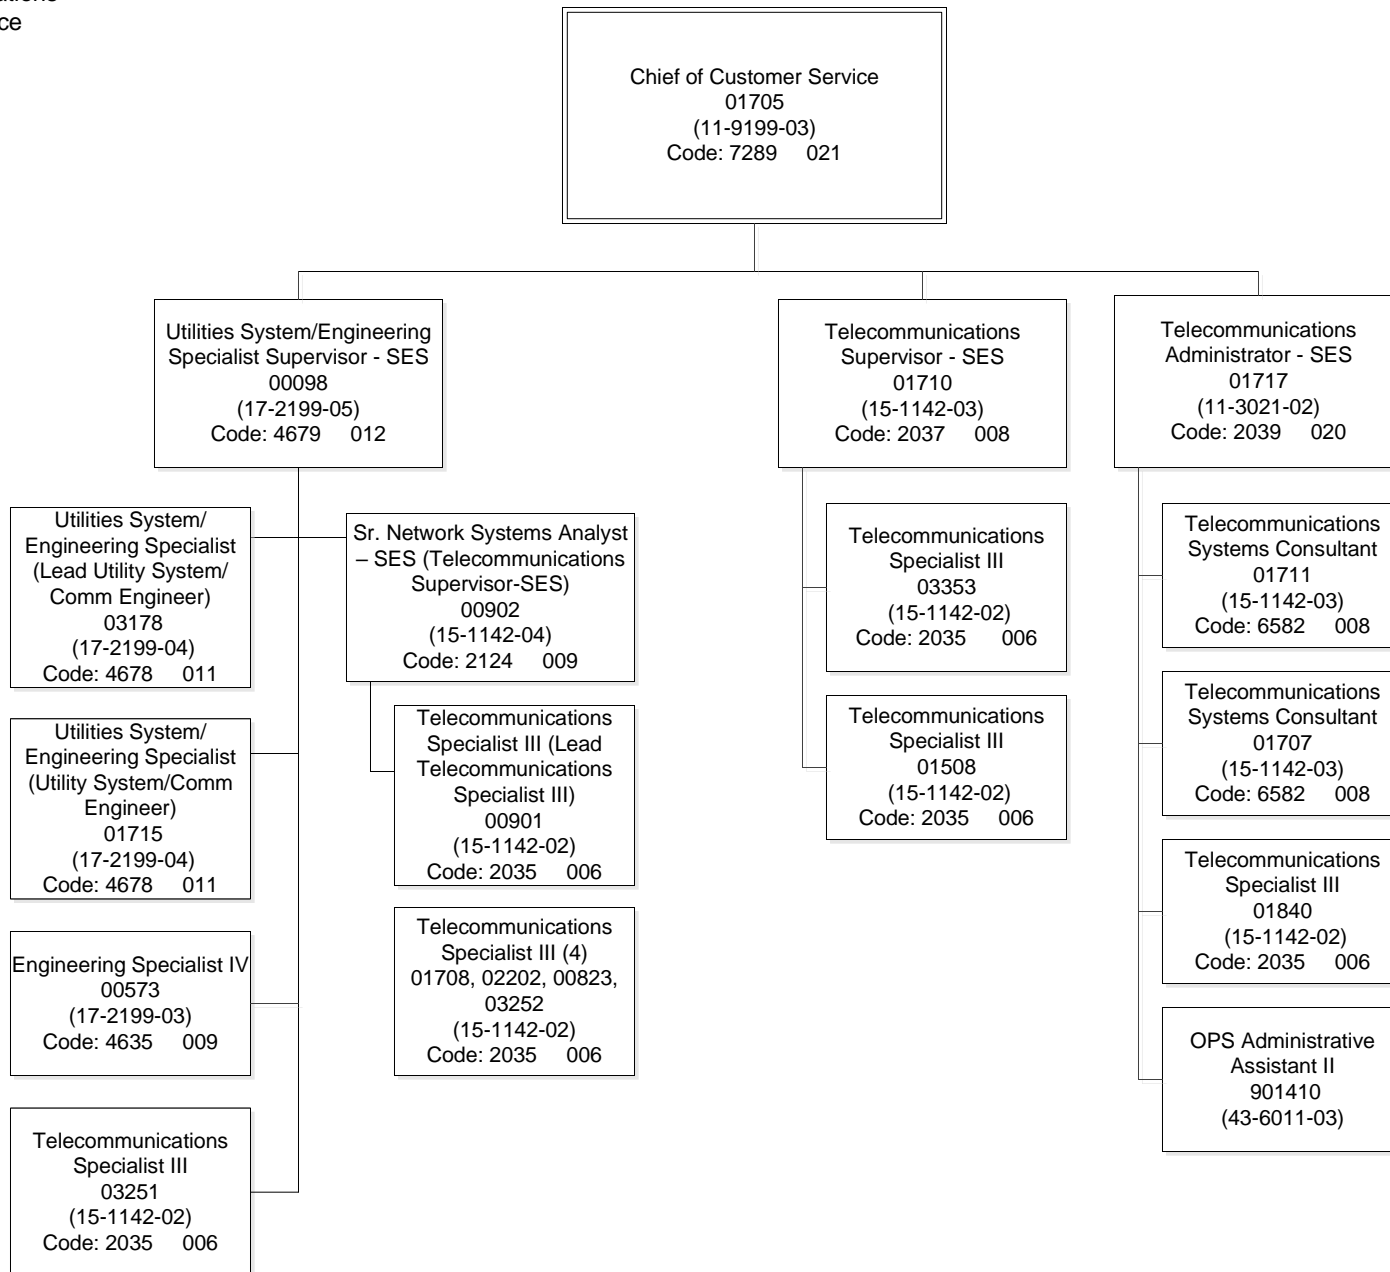 ce
Chief of Customer Service
01705
(11-9199-03)
Code: 7289 021
Utilities System/Engineering
Specialist Supervisor - SES
00098
(17-2199-05)
Code: 4679 012
Telecommunications
Supervisor - SES
01710
(15-1142-03)
Code: 2037 008
Telecommunications
Administrator - SES
01717
(11-3021-02)
Code: 2039 020
Utilities System/
Engineering Specialist
(Lead Utility System/
Comm Engineer)
03178
(17-2199-04)
Code: 4678 011
Utilities System/
Engineering Specialist
(Utility System/Comm
Engineer)
01715
(17-2199-04)
Code: 4678 011
Engineering Specialist IV
00573
(17-2199-03)
Code: 4635 009
Telecommunications
Specialist III
03251
(15-1142-02)
Code: 2035 006
Sr. Network Systems Analyst
– SES (Telecommunications
Supervisor-SES)
00902
(15-1142-04)
Code: 2124 009
Telecommunications
Specialist III (Lead
Telecommunications
Specialist III)
00901
(15-1142-02)
Code: 2035 006
Telecommunications
Specialist III (4)
01708, 02202, 00823,
03252
(15-1142-02)
Code: 2035 006
Telecommunications
Specialist III
03353
(15-1142-02)
Code: 2035 006
Telecommunications
Specialist III
01508
(15-1142-02)
Code: 2035 006
Telecommunications
Systems Consultant
01711
(15-1142-03)
Code: 6582 008
Telecommunications
Systems Consultant
01707
(15-1142-03)
Code: 6582 008
Telecommunications
Specialist III
01840
(15-1142-02)
Code: 2035 006
OPS Administrative
Assistant II
901410
(43-6011-03)